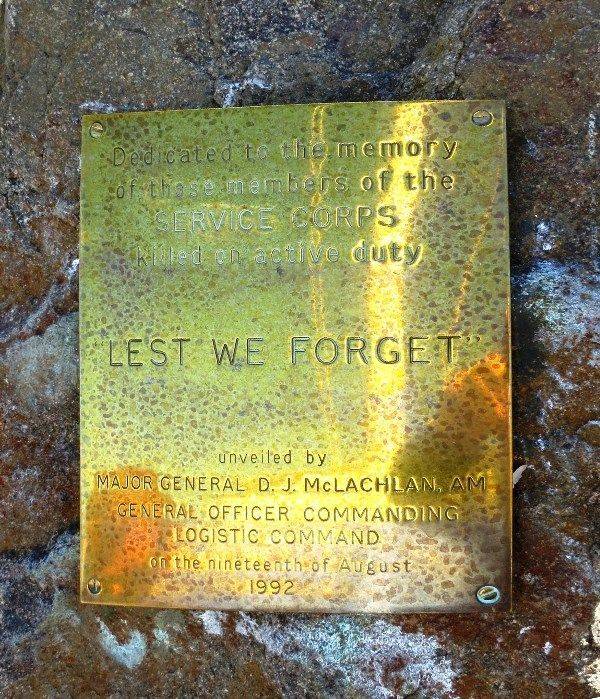 Dedicated to the memory
of those members of the
SERVICE CORPS
killed on active duty
"LEST WE FORGET"
unveiled by
MAJOR GENERAL D. J. McLACHLAN, AM
GENERAL OFFICER COMMANDING
LOGISTIC COMMAND
on the nineteenth of August
1992